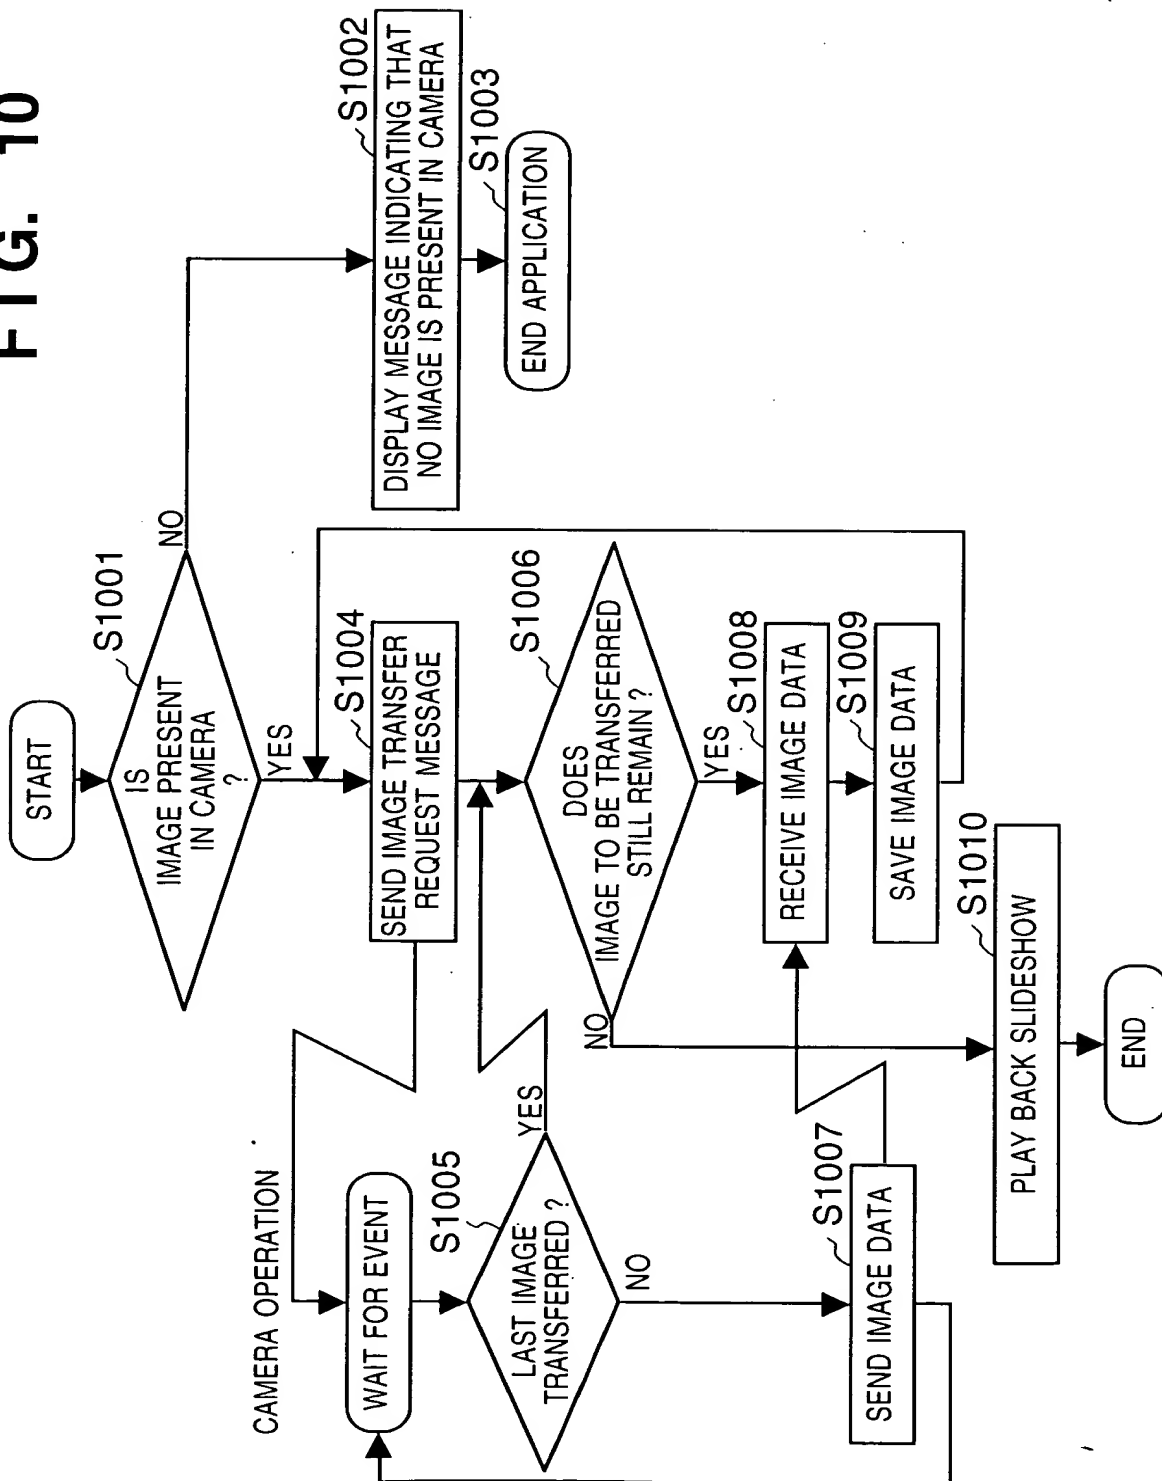 FIG. 10
START
S1001
IS
IMAGE PRESENT
IN CAMERA
?
NO
YES
S1002
DISPLAY MESSAGE INDICATING THAT
NO IMAGE IS PRESENT IN CAMERA
S1003
END APPLICATION
S1004
SEND IMAGE TRANSFER
REQUEST MESSAGE
CAMERA OPERATION
WAIT FOR EVENT
S1005
LAST IMAGE
TRANSFERRED ?
YES
NO
S1006
DOES
IMAGE TO BE TRANSFERRED
STILL REMAIN ?
NO
YES
S1007
SEND IMAGE DATA
S1008
RECEIVE IMAGE DATA
S1009
SAVE IMAGE DATA
S1010
PLAY BACK SLIDESHOW
END